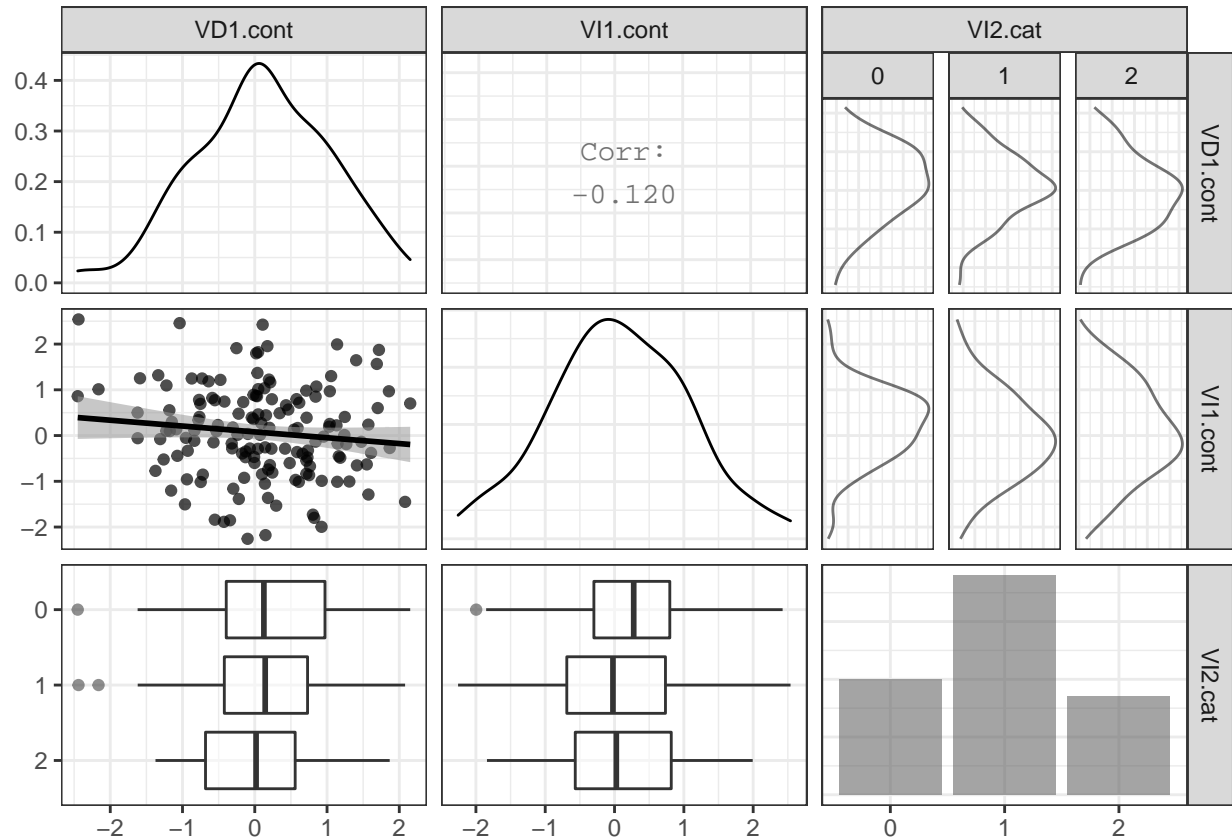 VD1.cont VI1.cont VI2.cat
0 1 2
0.4
0.3
0.2
0.1
0.0
Corr:
−0.120
VD1.cont
2
1
0
−1
−2
VI1.cont
0
1
2
VI2.cat
−2 −1 0 1 2 −2 −1 0 1 2 0 1 2